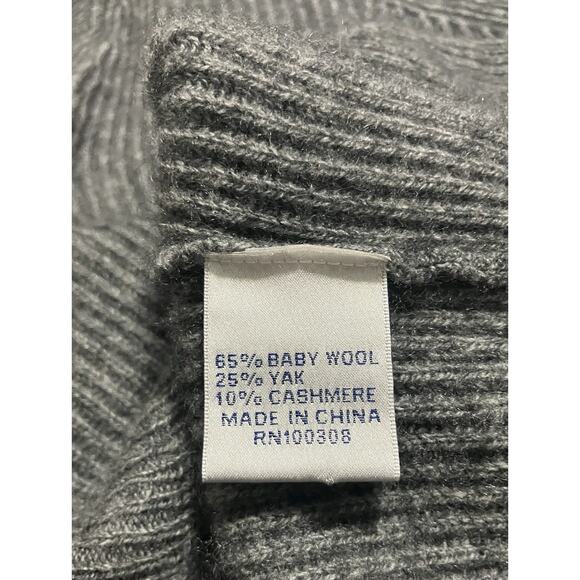 65% BABY WOOL
25% YAK
10% CASHMERE
MADE IN CHINA
RN100308